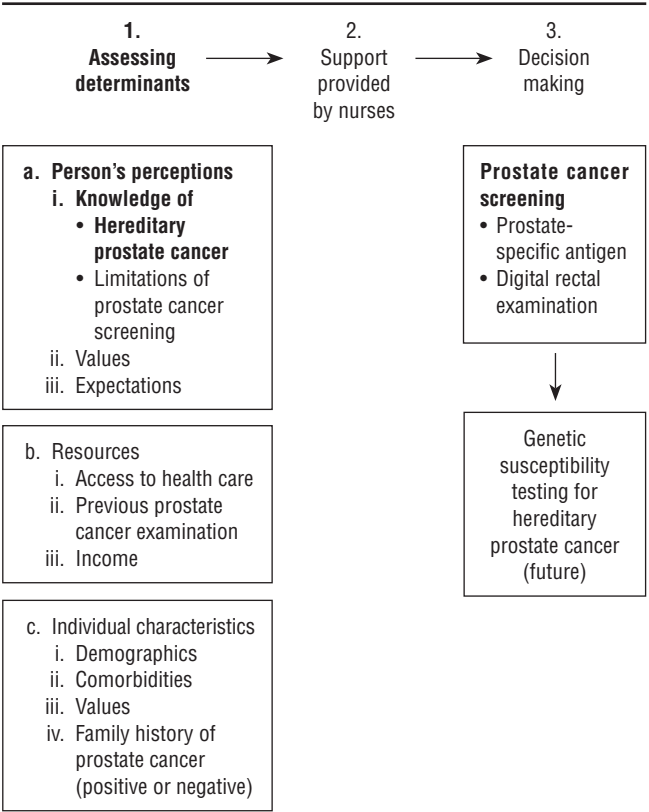 1.
Assessing
determinants
2.
Support
provided
by nurses
3.
Decision
making
a. Person's perceptions
i. Knowledge of
• Hereditary
prostate cancer
• Limitations of
prostate cancer
screening
ii. Values
iii. Expectations
b. Resources
i. Access to health care
ii. Previous prostate
cancer examination
iii. Income
c. Individual characteristics
i. Demographics
ii. Comorbidities
iii. Values
iv. Family history of
prostate cancer
(positive or negative)
Prostate cancer
screening
• Prostate-
specific antigen
• Digital rectal
examination
Genetic
susceptibility
testing for
hereditary
prostate cancer
(future)